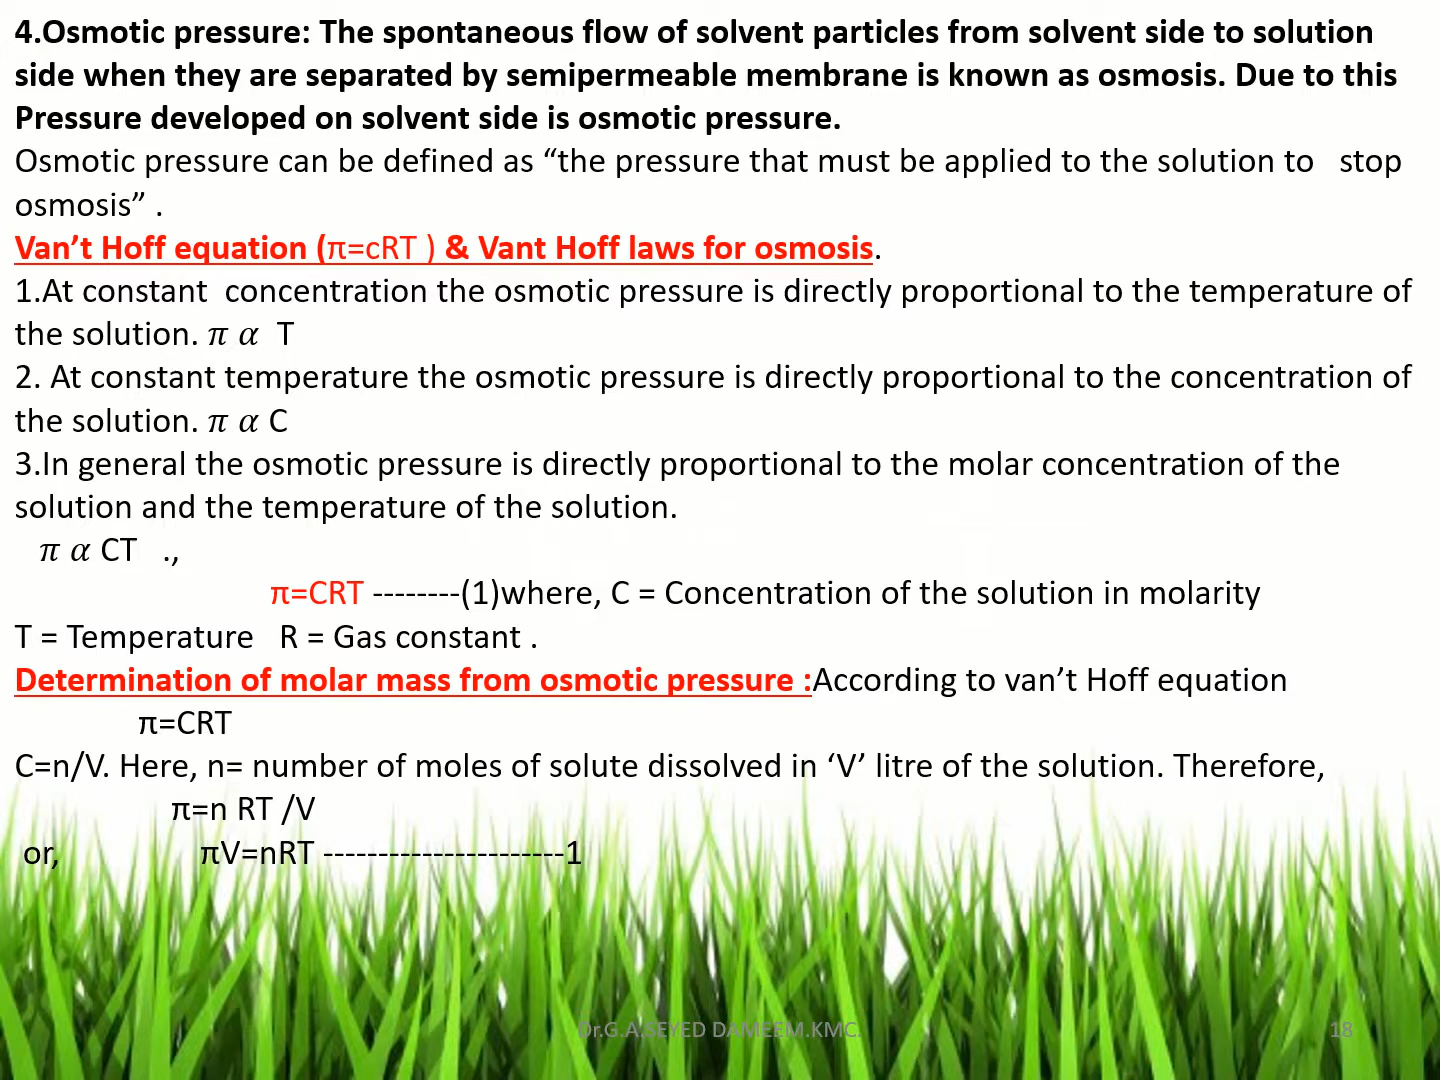 4.Osmotic pressure: The spontaneous flow of solvent particles from solvent side to solution
side when they are separated by semipermeable membrane is known as osmosis. Due to this
Pressure developed on solvent side is osmotic pressure.
Osmotic pressure can be defined as “the pressure that must be applied to the solution to   stop
osmosis” .
Van’t Hoff equation (π=cRT ) & Vant Hoff laws for osmosis.
1.At constant  concentration the osmotic pressure is directly proportional to the temperature of
the solution. 𝜋 𝛼  T
2. At constant temperature the osmotic pressure is directly proportional to the concentration of
the solution. 𝜋 𝛼 C
3.In general the osmotic pressure is directly proportional to the molar concentration of the
solution and the temperature of the solution.
𝜋 𝛼 CT   .,
π=CRT --------(1)where, C = Concentration of the solution in molarity
T = Temperature   R = Gas constant .
Determination of molar mass from osmotic pressure :According to van’t Hoff equation
π=CRT
C=n/V. Here, n= number of moles of solute dissolved in ‘V’ litre of the solution. Therefore,
π=n RT /V
or,   πV=nRT ----------------------1
Dr.G.A.SEYED DAMEEM.KMC.   18